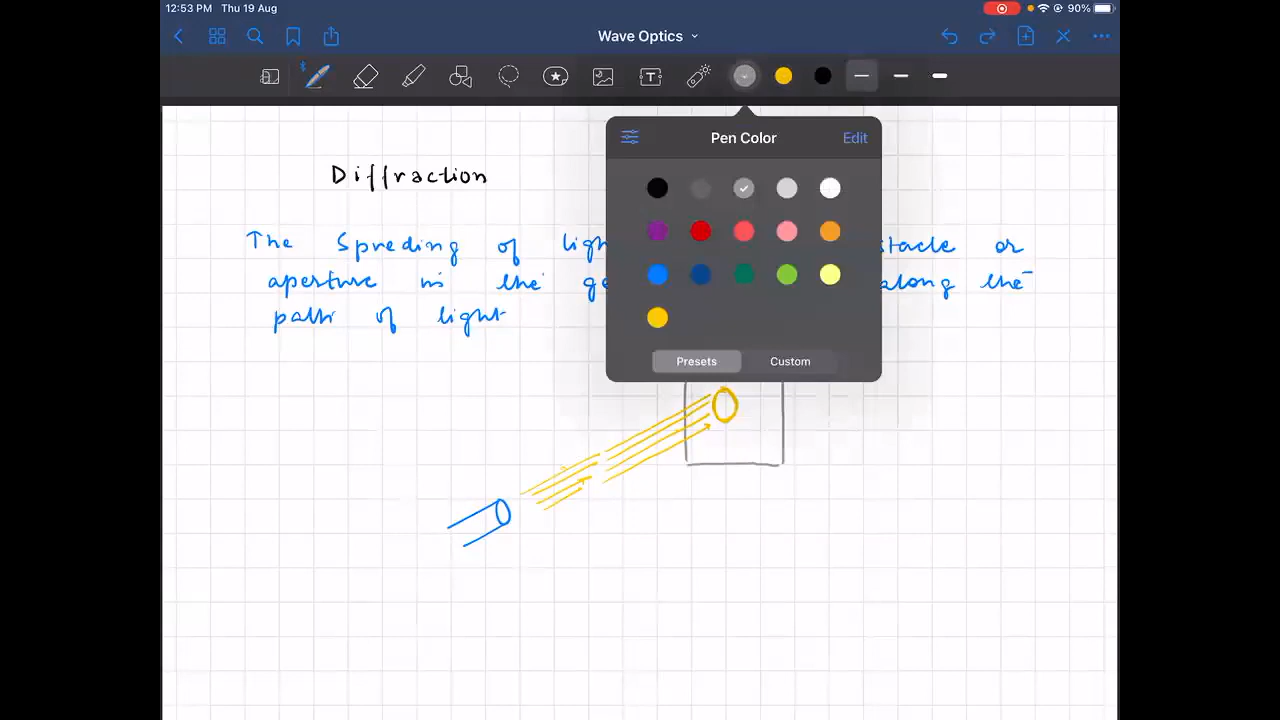 12:53 PM Thu 19 Aug
90%
Wave Optics
T
Pen Color
Edit
Diffraction
The Spreding of ligh stacle or
aperture in the ge along the
path of light
Presets
Custom